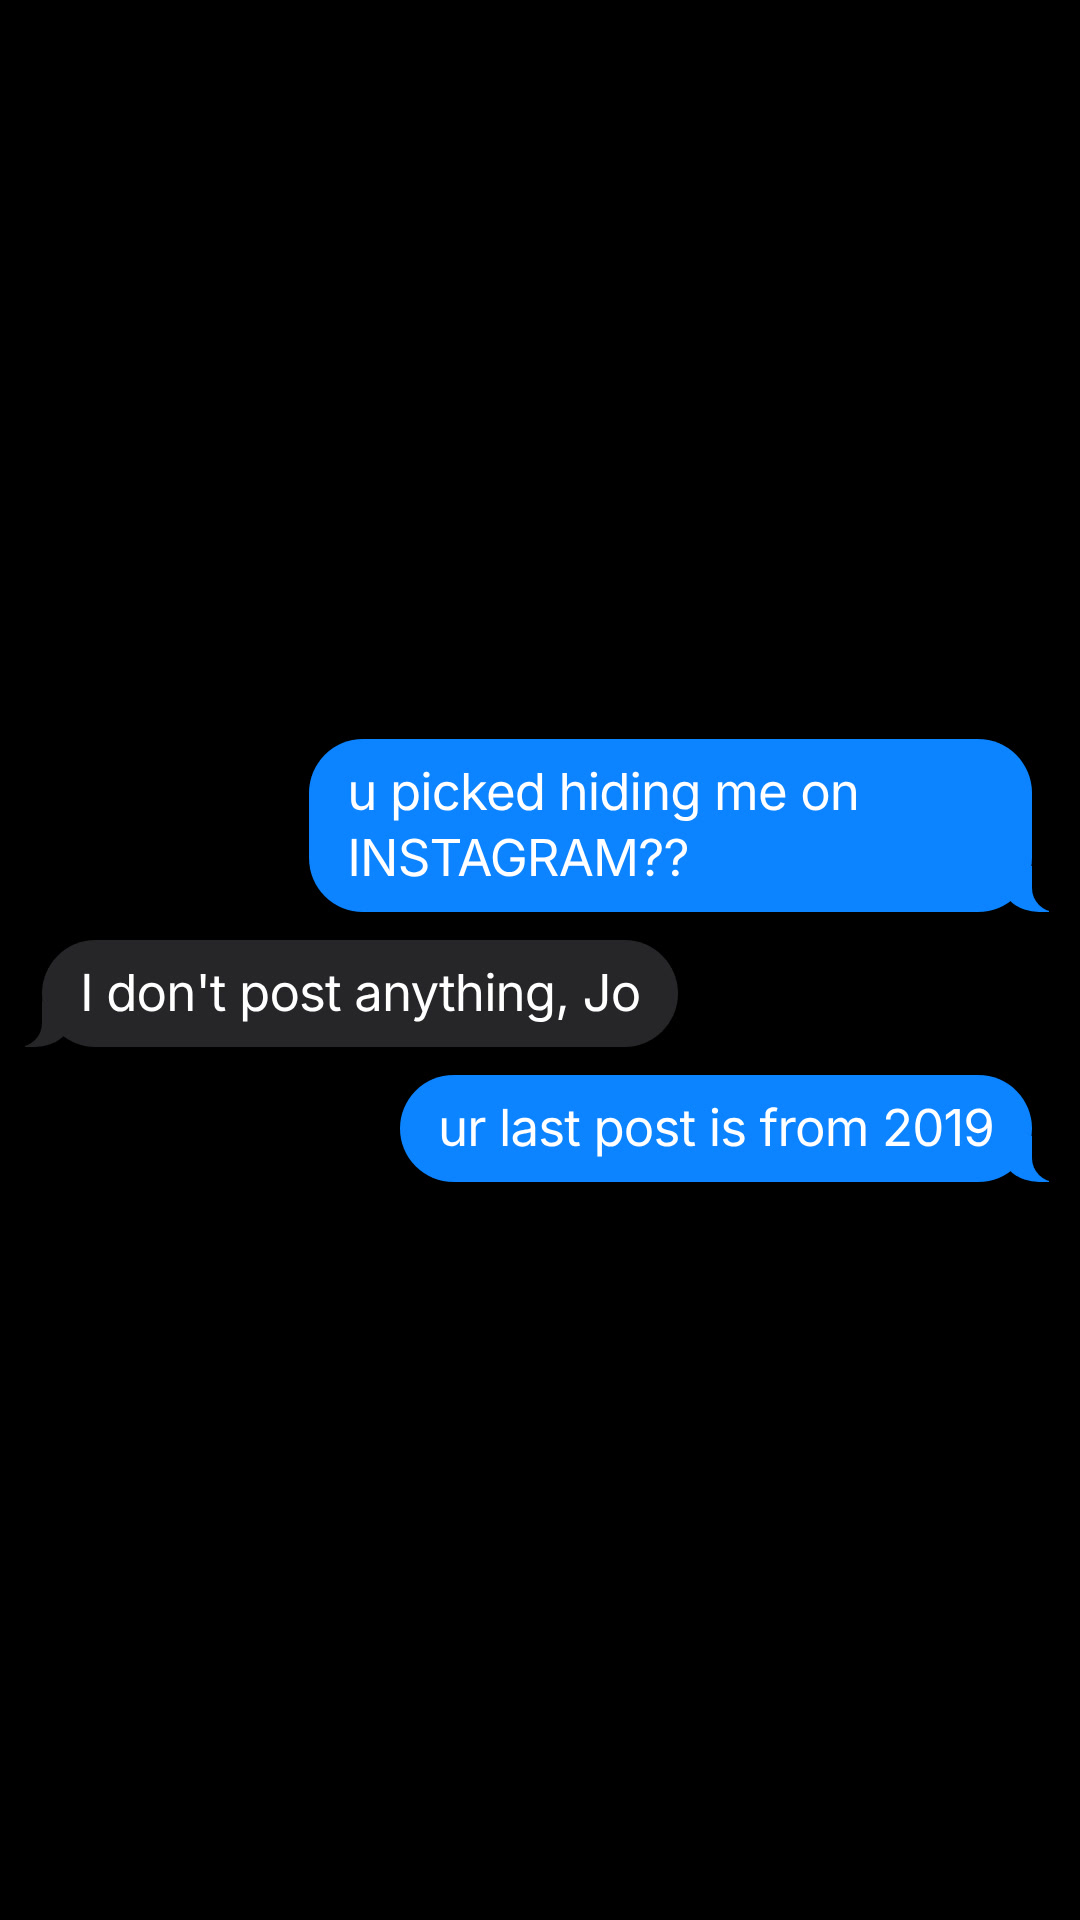 u picked hiding me on
INSTAGRAM??
I don't post anything, Jo
ur last post is from 2019